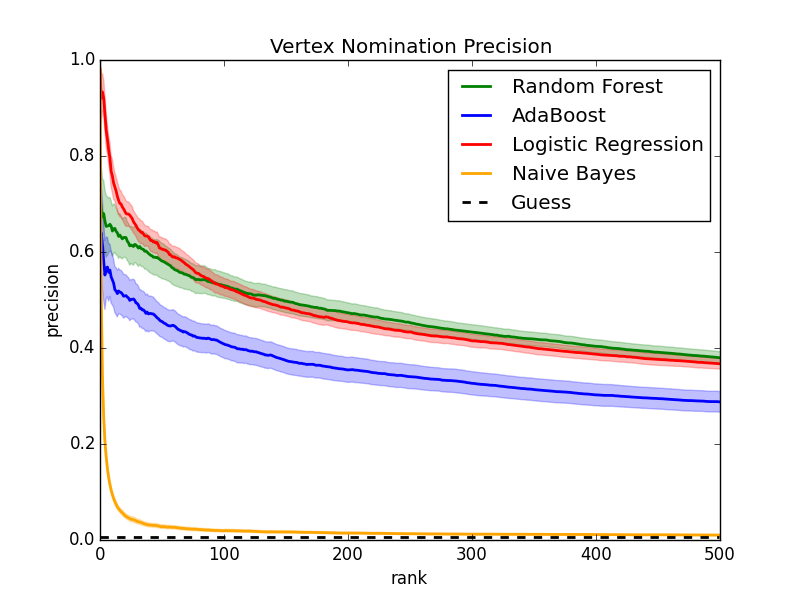 Vertex Nomination Precision
1.0
0.8
0.6
0.4
0.2
0.0
precision
Random Forest
AdaBoost
Logistic Regression
Naive Bayes
Guess
0 100 200 300 400 500
rank